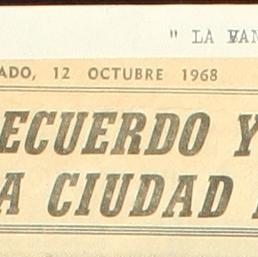 " LA VAN
ADO, 12 OCTUBRE 1968
ECUERDO Y
A CIUDAD